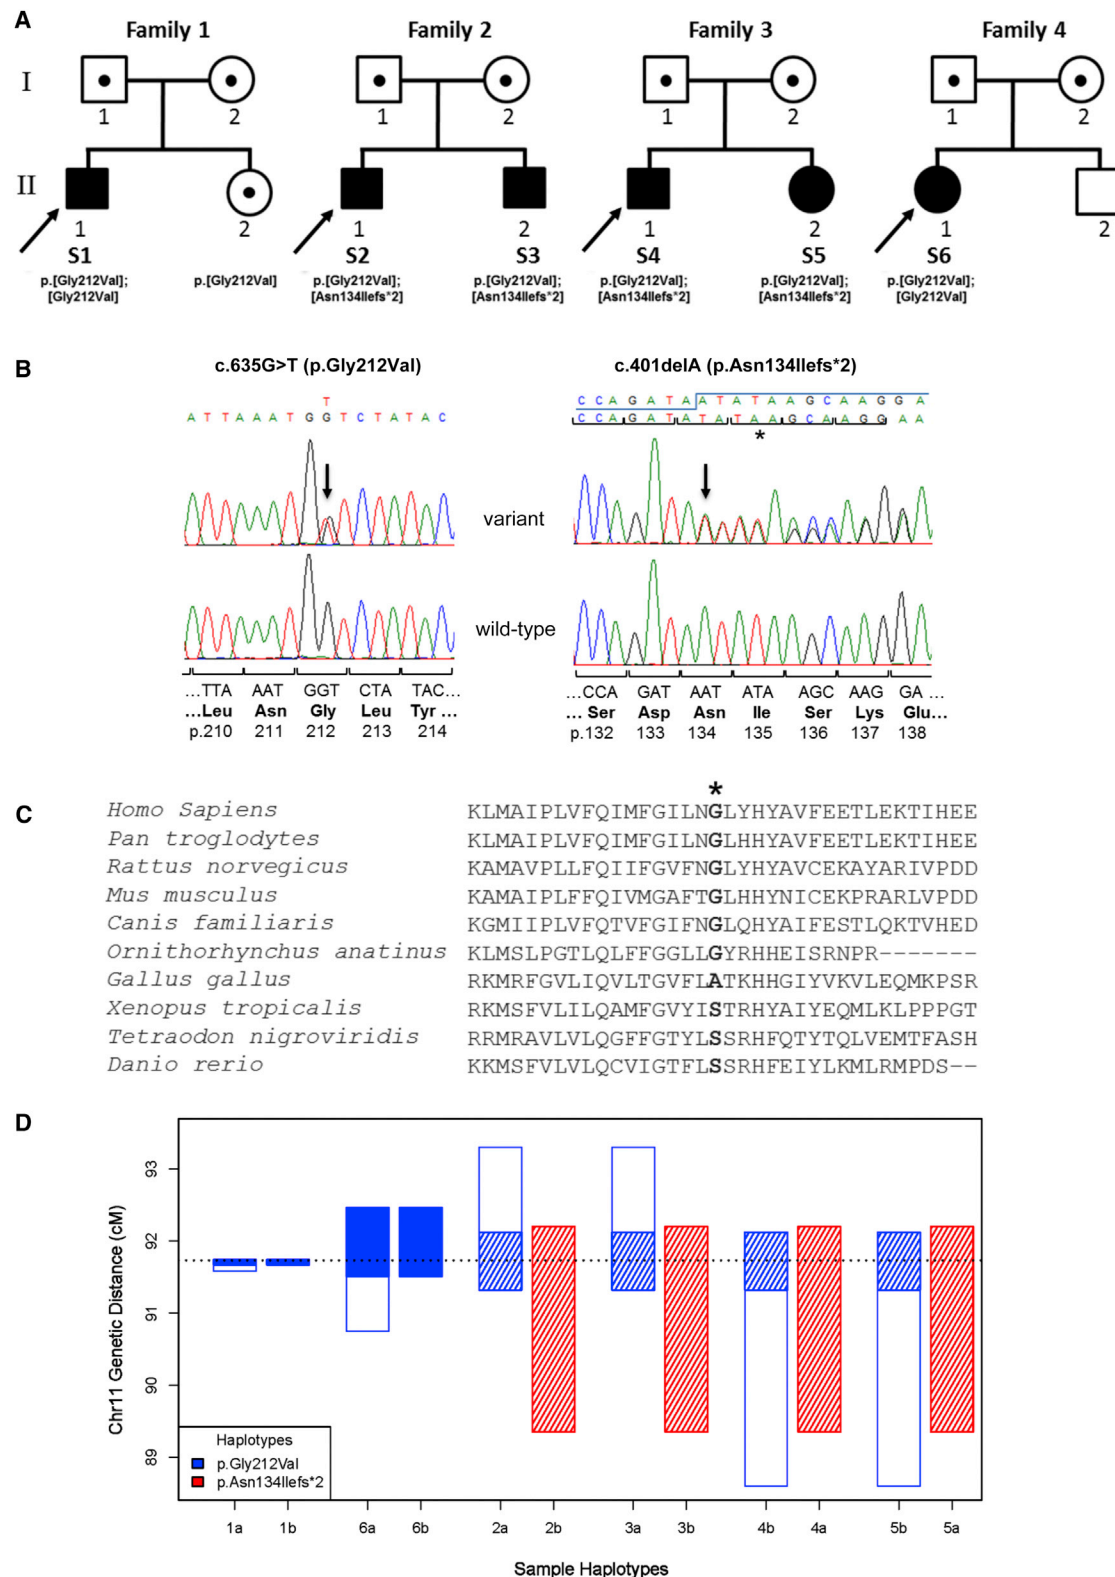 A
Family 1 Family 2 Family 3 Family 4
I
1 2 1 2 1 2 1 2
II
1 2 1 2 1 2 1 2
S1 S2 S3 S4 S5 S6
p.[Gly212Val]; p.[Gly212Val] p.[Gly212Val]; p.[Gly212Val]; p.[Gly212Val]; p.[Gly212Val]; p.[Gly212Val];
[Gly212Val] [Asn134Ilefs*2] [Asn134Ilefs*2] [Asn134Ilefs*2] [Asn134Ilefs*2] [Gly212Val]
B
c.635G>T (p.Gly212Val) c.401delA (p.Asn134Ilefs*2)
T
A T T A A A T G G T C T A T A C
C C A G A T A A T A T A A G C A A G G A
C C A G A T A T A T A A G C A A G G A A
*
variant
wild-type
...TTA AAT GGT CTA TAC...
...Leu Asn Gly Leu Tyr ...
p.210 211 212 213 214
...CCA GAT AAT ATA AGC AAG GA ...
... Ser Asp Asn Ile Ser Lys Glu...
p.132 133 134 135 136 137 138
C
*
Homo Sapiens KLMAIPLVFQIMFGILNGLYHYAVFEETLEKTIHEE
Pan troglodytes KLMAIPLVFQIMFGILNGLHHYAVFEETLEKTIHEE
Rattus norvegicus KAMAVPLLFQIIFGVFNGLHHYAVCEKAYARIVPDD
Mus musculus KAMAIPLFFQIVMGAFTGLHHYNICEKPRARLVPDD
Canis familiaris KGMIIPLVFQTVFGIFNGLQHYAIFESTLQKTVHED
Ornithorhynchus anatinus KLMSLPGTLQLFFGGLLGYRHHEISRNPR-------
Gallus gallus RKMRFGVLIQVLTGVFLATKHHGIYVKVLEQMKPSR
Xenopus tropicalis RKMSFVLILQAMFGVYISTRHYAIYEQMLKLPPPGT
Tetraodon nigroviridis RRMRAVLVLQGFFGTYLSSRHFQTYTQLVEMTFASH
Danio rerio KKMSFVLVLQCVIGTFLSSRHFEIYLKMLRMPDS--
D
Chr11 Genetic Distance (cM)
93
92
91
90
89
Haplotypes
p.Gly212Val
p.Asn134Ilefs*2
1a 1b 6a 6b 2a 2b 3a 3b 4b 4a 5b 5a
Sample Haplotypes